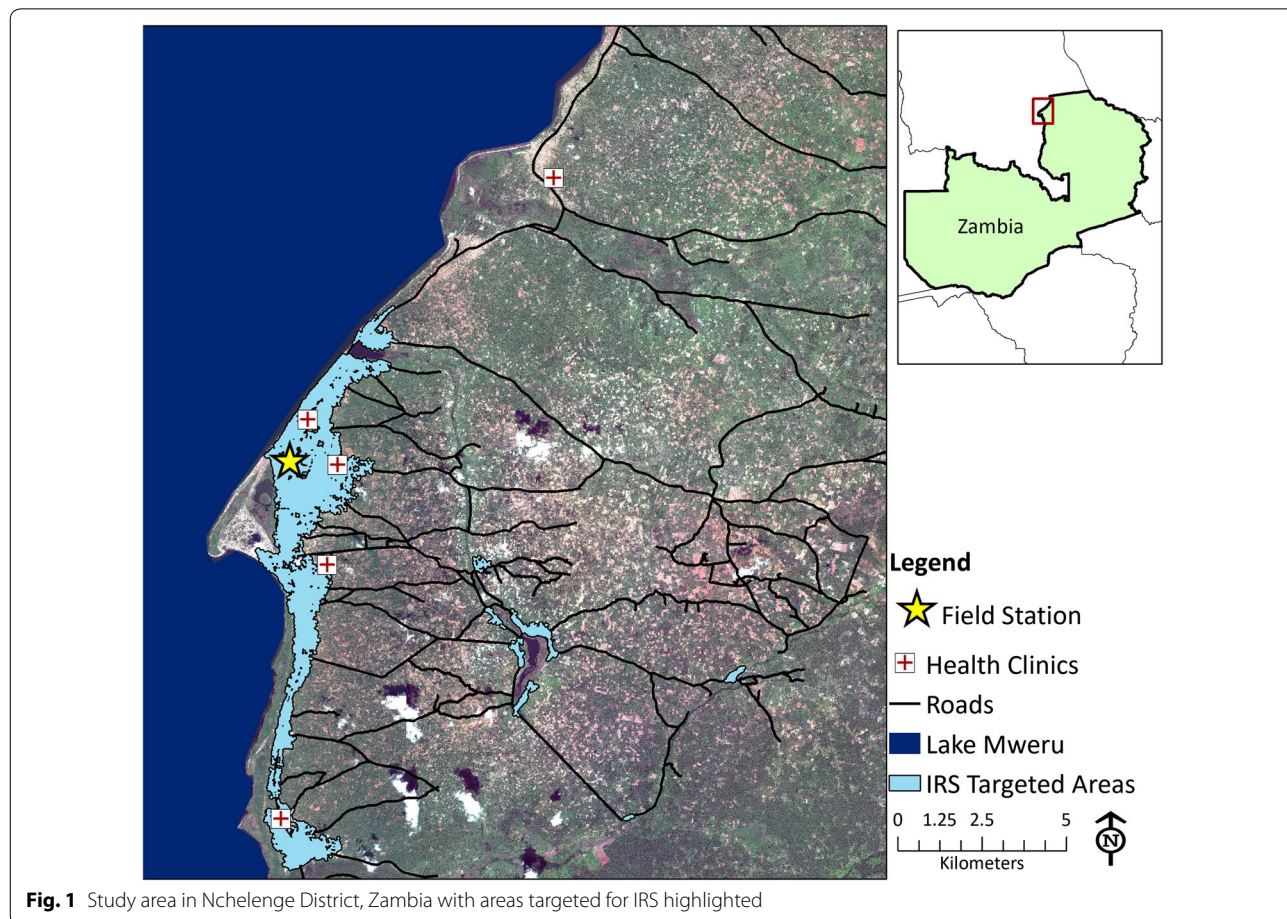 Zambia
Legend
Field Station
Health Clinics
Roads
Lake Mweru
IRS Targeted Areas
0 1.25 2.5 5
Kilometers
N
Fig. 1 Study area in Nchelenge District, Zambia with areas targeted for IRS highlighted